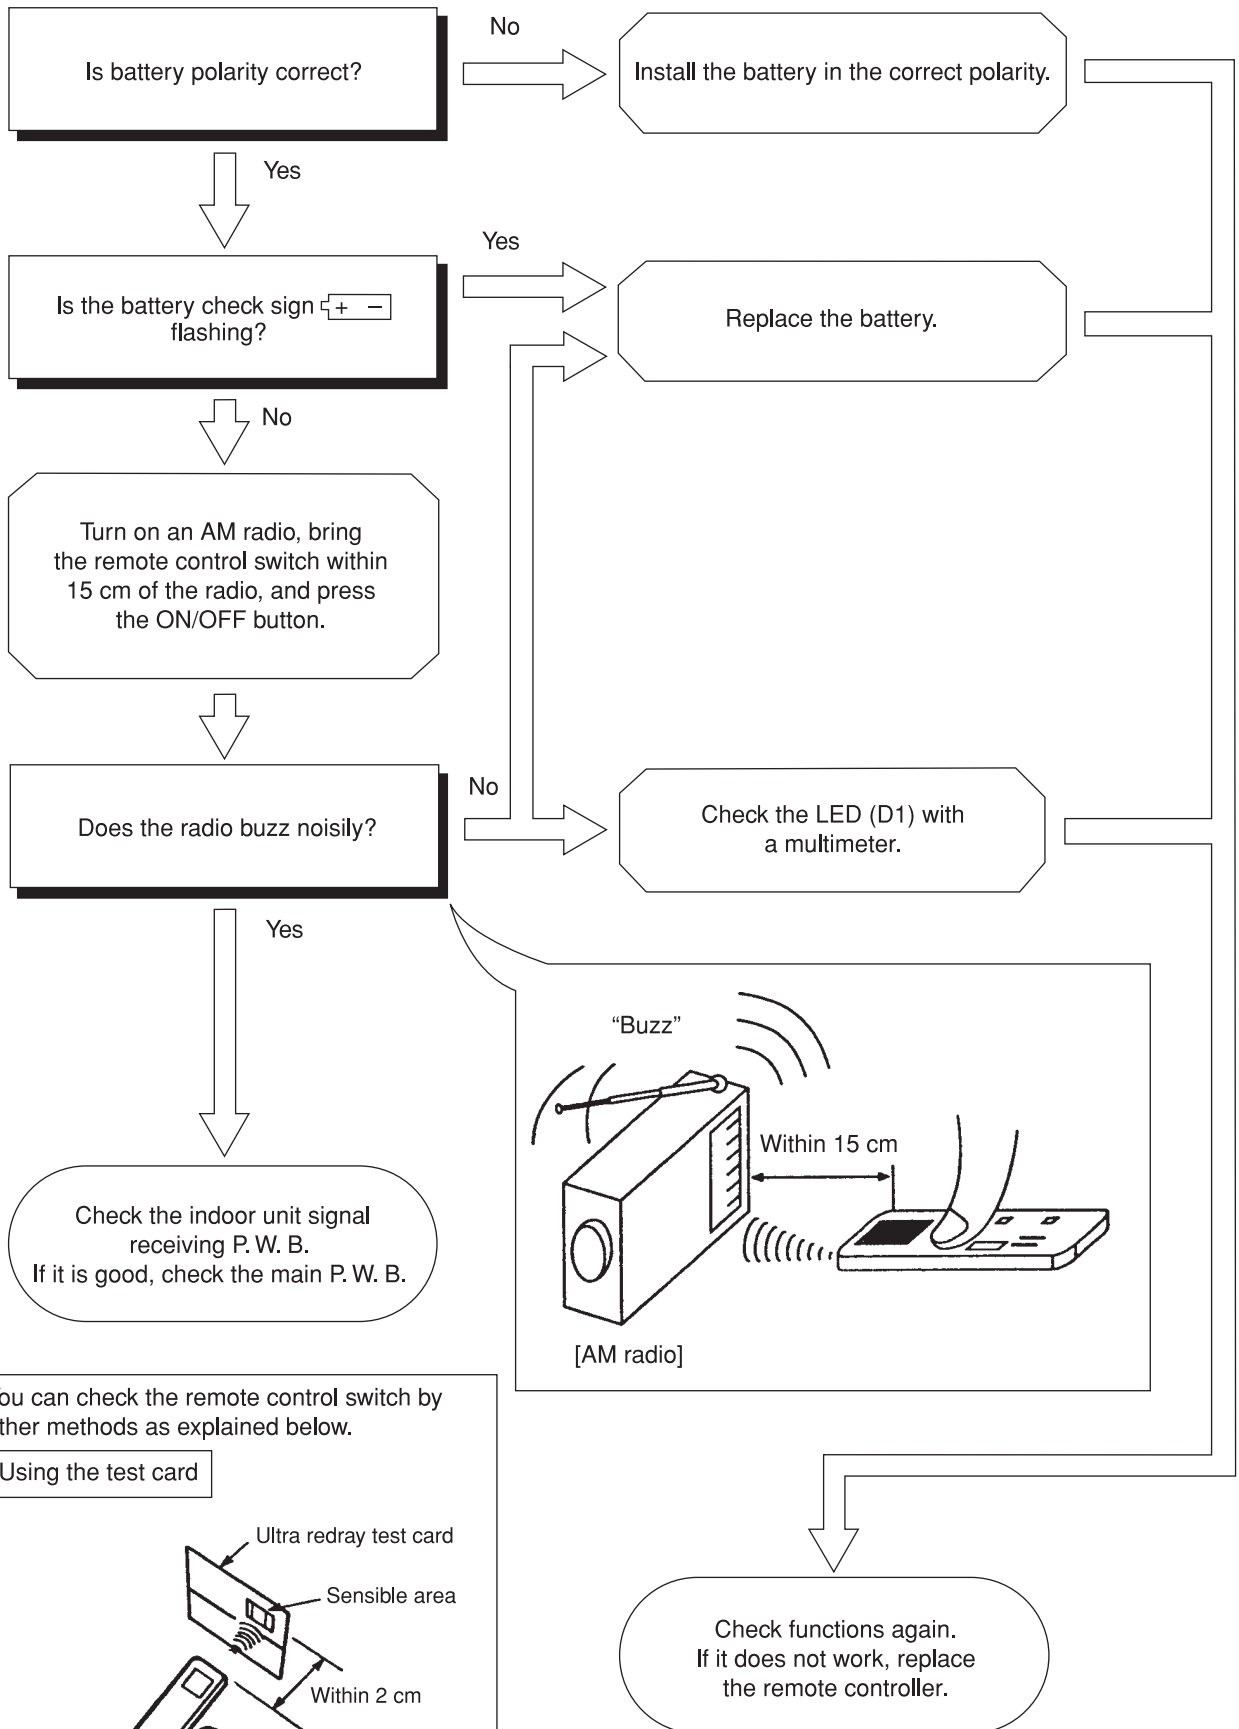 Is battery polarity correct?
No
Install the battery in the correct polarity.
Yes
Is the battery check sign + −
flashing?
Yes
Replace the battery.
No
Turn on an AM radio, bring
the remote control switch within
15 cm of the radio, and press
the ON/OFF button.
Does the radio buzz noisily?
No
Check the LED (D1) with
a multimeter.
Yes
“Buzz”
Within 15 cm
[AM radio]
Check the indoor unit signal
receiving P. W. B.
If it is good, check the main P. W. B.
ou can check the remote control switch by
ther methods as explained below.
Using the test card
Ultra redray test card
Sensible area
Within 2 cm
Check functions again.
If it does not work, replace
the remote controller.